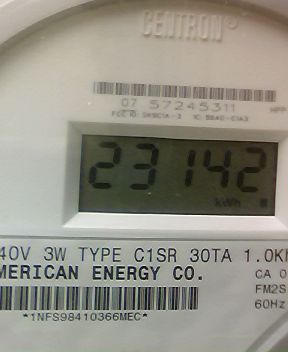 CENTRON®
07 57245311
23142
kWh
40V 3W TYPE C1SR 30TA 1.0K
MERICAN ENERGY CO.
CA 0
FM2S
60Hz
*1NFS98410366MEC*